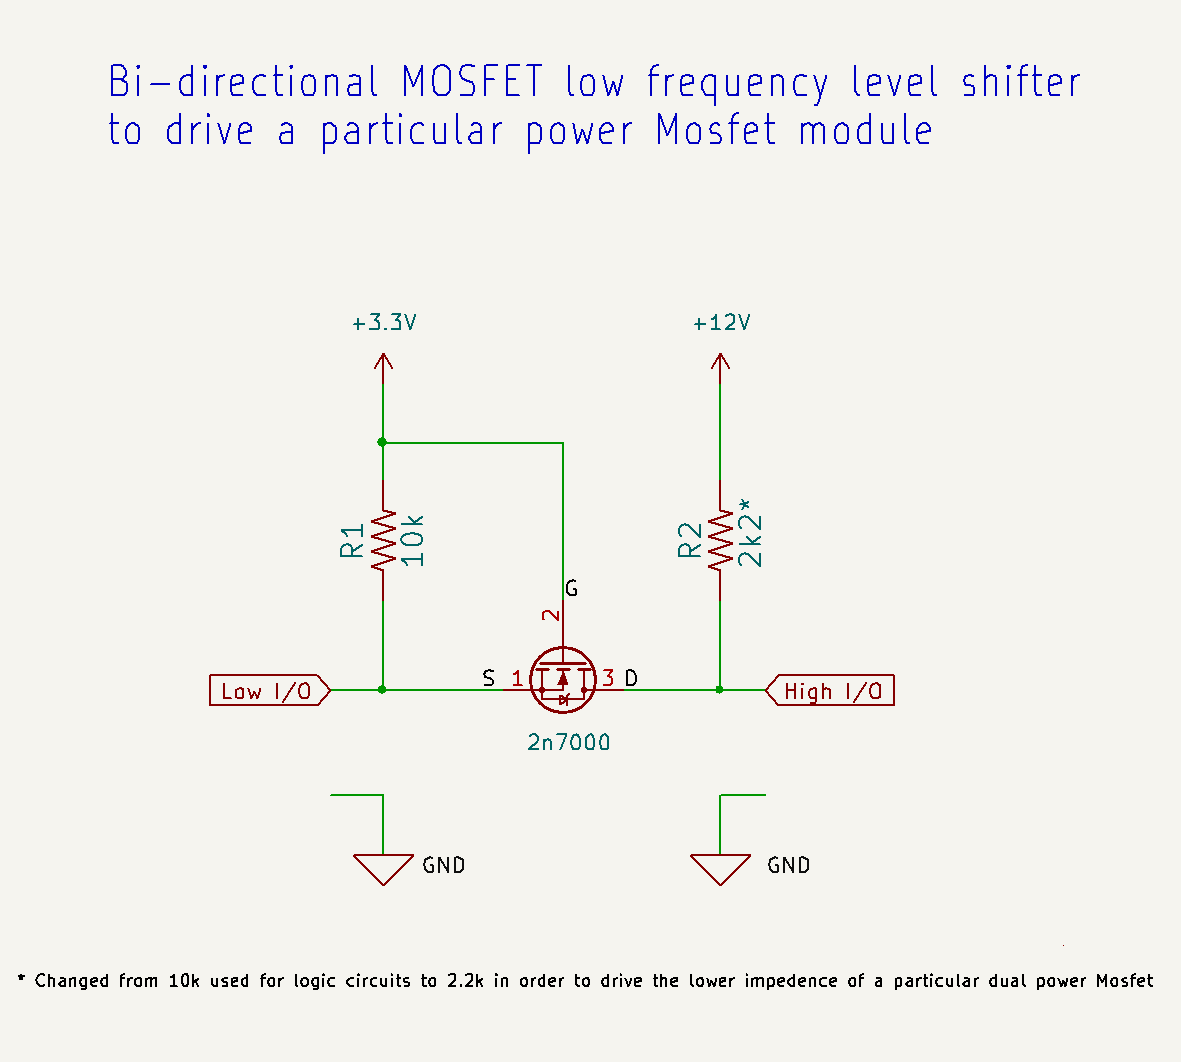 Bi-directional MOSFET low frequency level shifter
to drive a particular power Mosfet module
+3.3V
+12V
R1
10k
R2
2k2*
G
2
S
1
3
D
Low I/O
High I/O
2n7000
GND
GND
* Changed from 10k used for logic circuits to 2.2k in order to drive the lower impedence of a particular dual power Mosfet